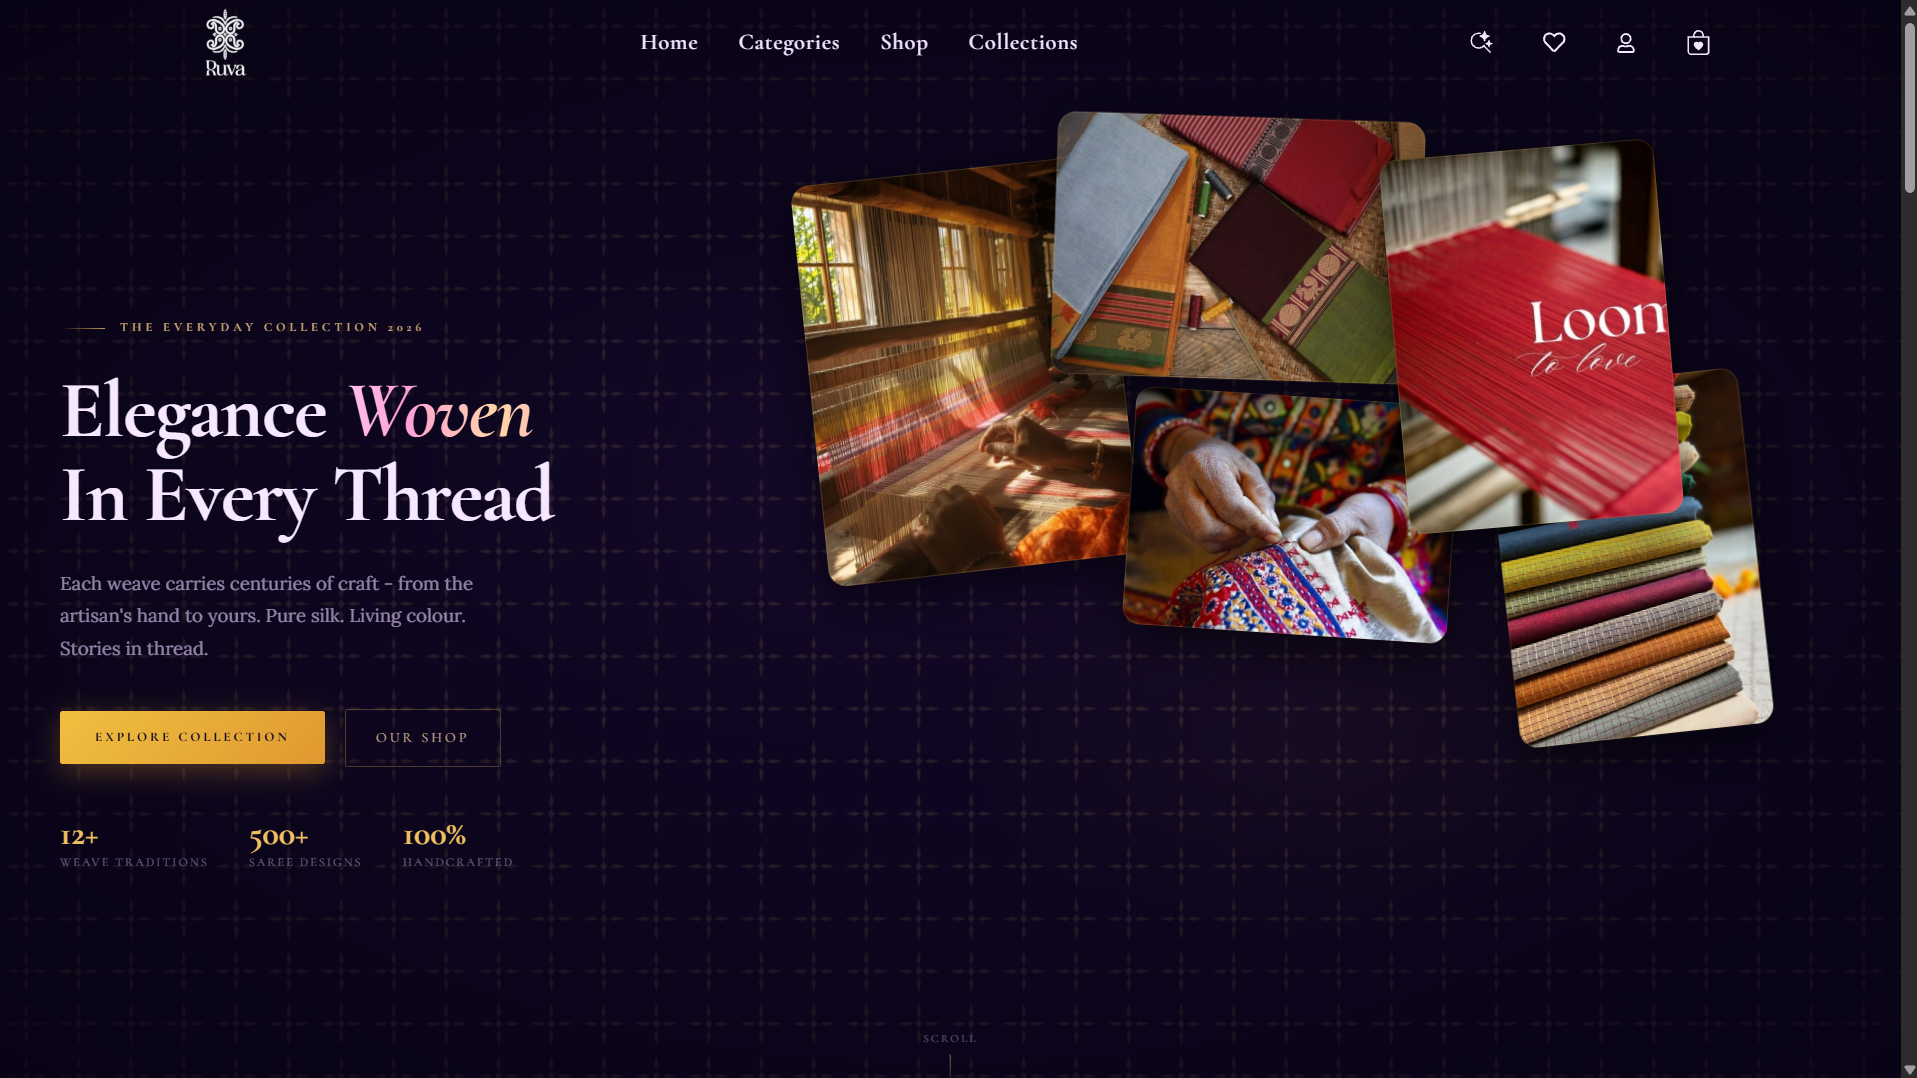 Ruva
Home
Categories
Shop
Collections
THE EVERYDAY COLLECTION 2026
Elegance Woven
In Every Thread
Each weave carries centuries of craft - from the
artisan's hand to yours. Pure silk. Living colour.
Stories in thread.
EXPLORE COLLECTION
OUR SHOP
12+
WEAVE TRADITIONS
500+
SAREE DESIGNS
100%
HANDCRAFTED
Loom
to love
SCROLL